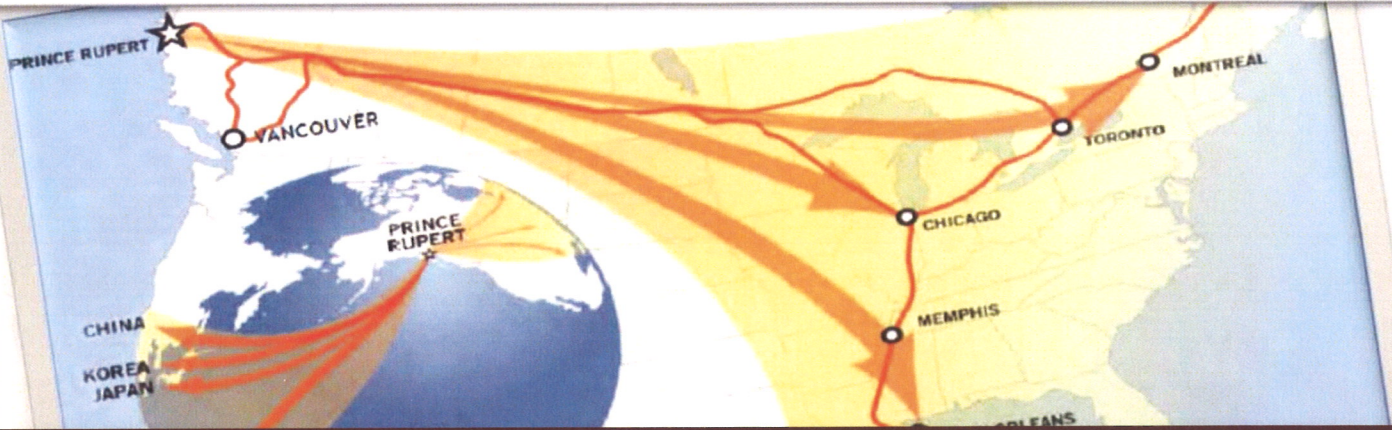 PRINCE RUPERT
MONTREAL
VANCOUVER
TORONTO
CHICAGO
PRINCE
RUPERT
MEMPHIS
CHINA
KOREA
JAPAN